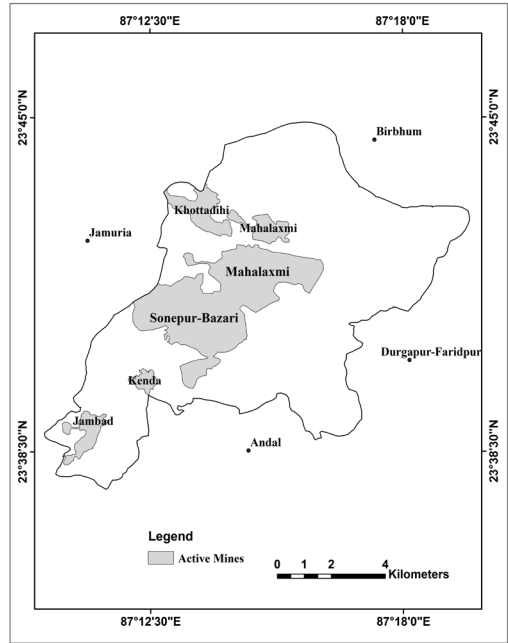 87°12'30"E
87°18'0"E
23°45'0"N
23°45'0"N
Birbhum
Khottadihi
Mahalaxmi
Jamuria
Mahalaxmi
Sonepur-Bazari
Durgapur-Faridpur
Kenda
Jambad
23°38'30"N
23°38'30"N
Andal
Legend
Active Mines
0 1 2 4
Kilometers
87°12'30"E
87°18'0"E